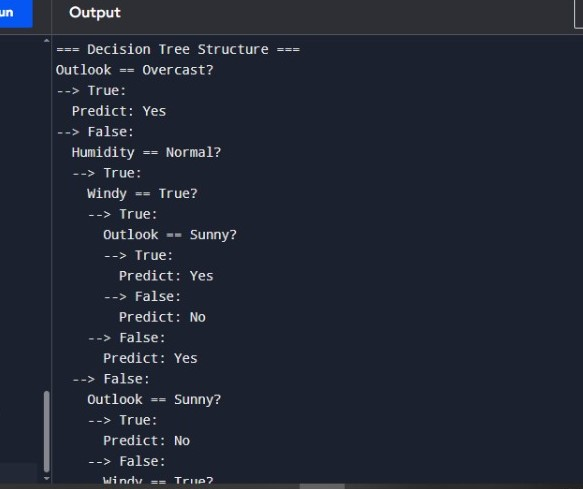 un
Output
=== Decision Tree Structure ===
Outlook == Overcast?
--> True:
Predict: Yes
--> False:
Humidity == Normal?
--> True:
Windy == True?
--> True:
Outlook == Sunny?
--> True:
Predict: Yes
--> False:
Predict: No
--> False:
Predict: Yes
--> False:
Outlook == Sunny?
--> True:
Predict: No
--> False:
Windy == True?